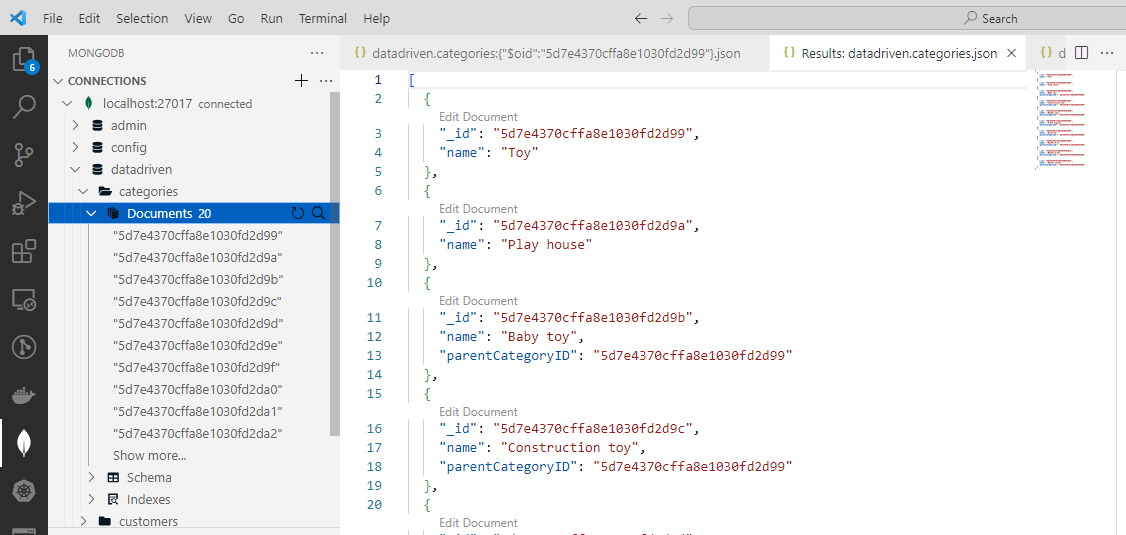 File Edit Selection View Go Run Terminal Help Search
6
MONGODB
CONNECTIONS
localhost:27017 connected
admin
config
datadriven
categories
Documents 20
"5d7e4370cffa8e1030fd2d99"
"5d7e4370cffa8e1030fd2d9a"
"5d7e4370cffa8e1030fd2d9b"
"5d7e4370cffa8e1030fd2d9c"
"5d7e4370cffa8e1030fd2d9d"
"5d7e4370cffa8e1030fd2d9e"
"5d7e4370cffa8e1030fd2d9f"
"5d7e4370cffa8e1030fd2da0"
"5d7e4370cffa8e1030fd2da1"
"5d7e4370cffa8e1030fd2da2"
Show more...
Schema
Indexes
customers
{} datadriven.categories:{"$oid":"5d7e4370cffa8e1030fd2d99"}.json {} Results: datadriven.categories.json {} d
1 [
2 {
Edit Document
3 "_id": "5d7e4370cffa8e1030fd2d99",
4 "name": "Toy"
5 },
6 {
Edit Document
7 "_id": "5d7e4370cffa8e1030fd2d9a",
8 "name": "Play house"
9 },
10 {
Edit Document
11 "_id": "5d7e4370cffa8e1030fd2d9b",
12 "name": "Baby toy",
13 "parentCategoryID": "5d7e4370cffa8e1030fd2d99"
14 },
15 {
Edit Document
16 "_id": "5d7e4370cffa8e1030fd2d9c",
17 "name": "Construction toy",
18 "parentCategoryID": "5d7e4370cffa8e1030fd2d99"
19 },
20 {
Edit Document